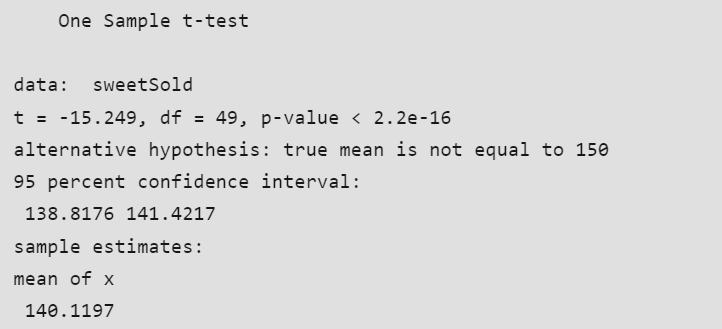 One Sample t-test
data:  sweetSold
t = -15.249, df = 49, p-value < 2.2e-16
alternative hypothesis: true mean is not equal to 150
95 percent confidence interval:
138.8176 141.4217
sample estimates:
mean of x
140.1197